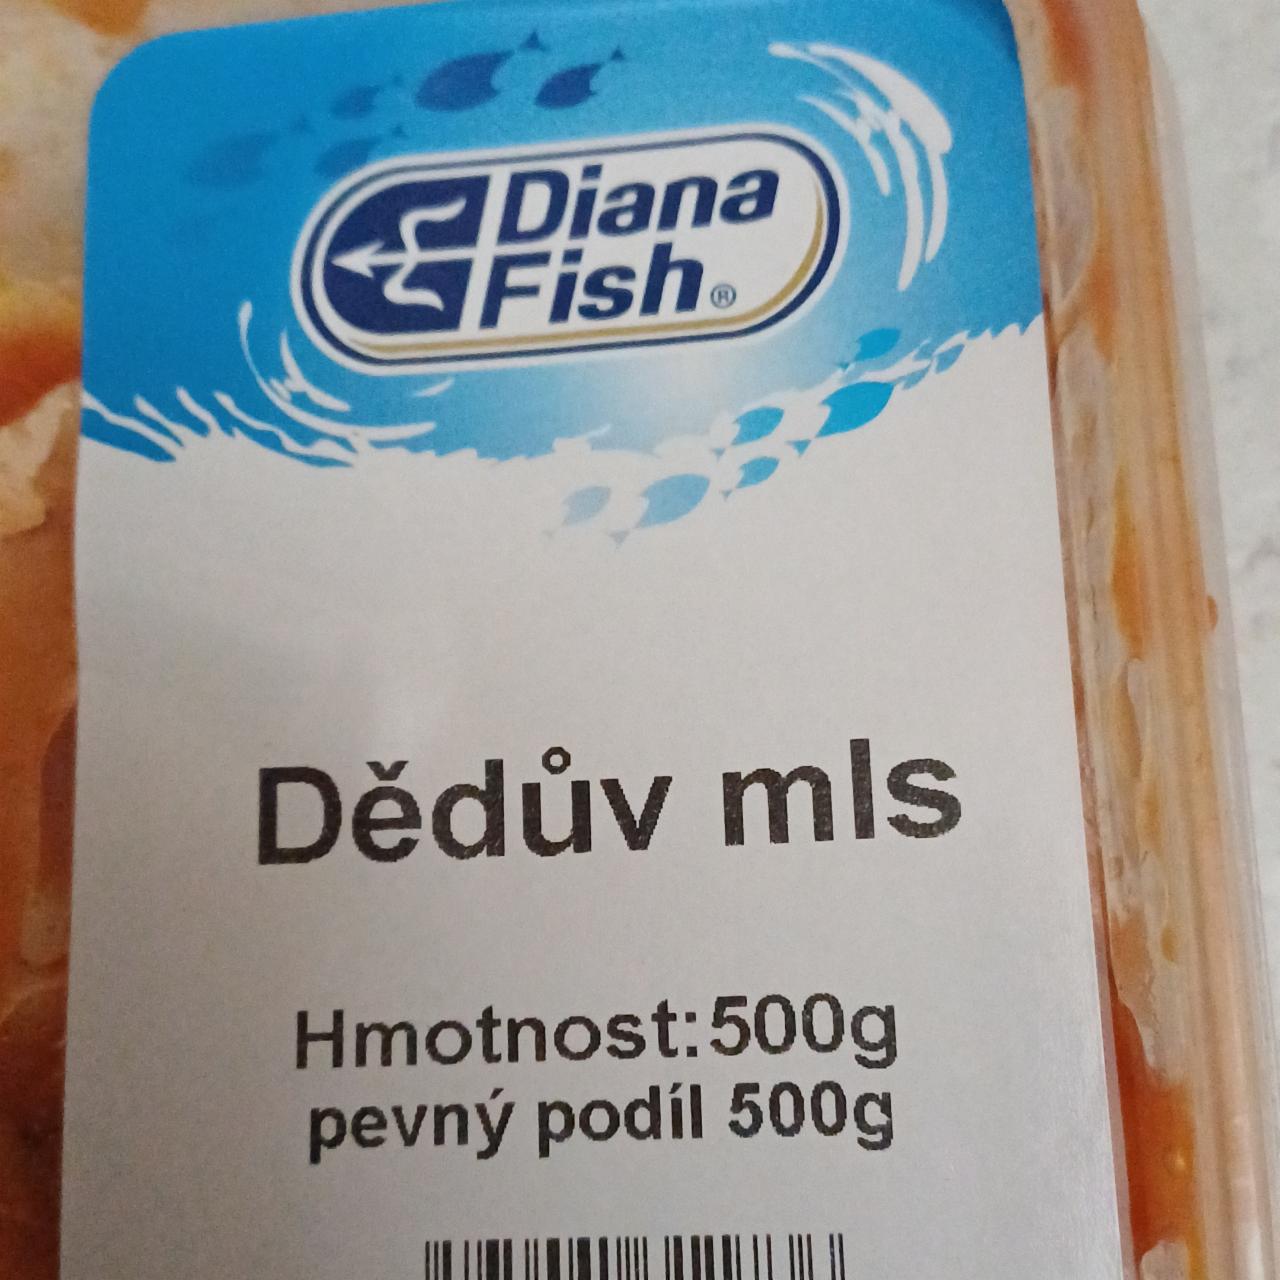 Diana
Fish®
Dědův mls
Hmotnost:500g
pevný podíl 500g